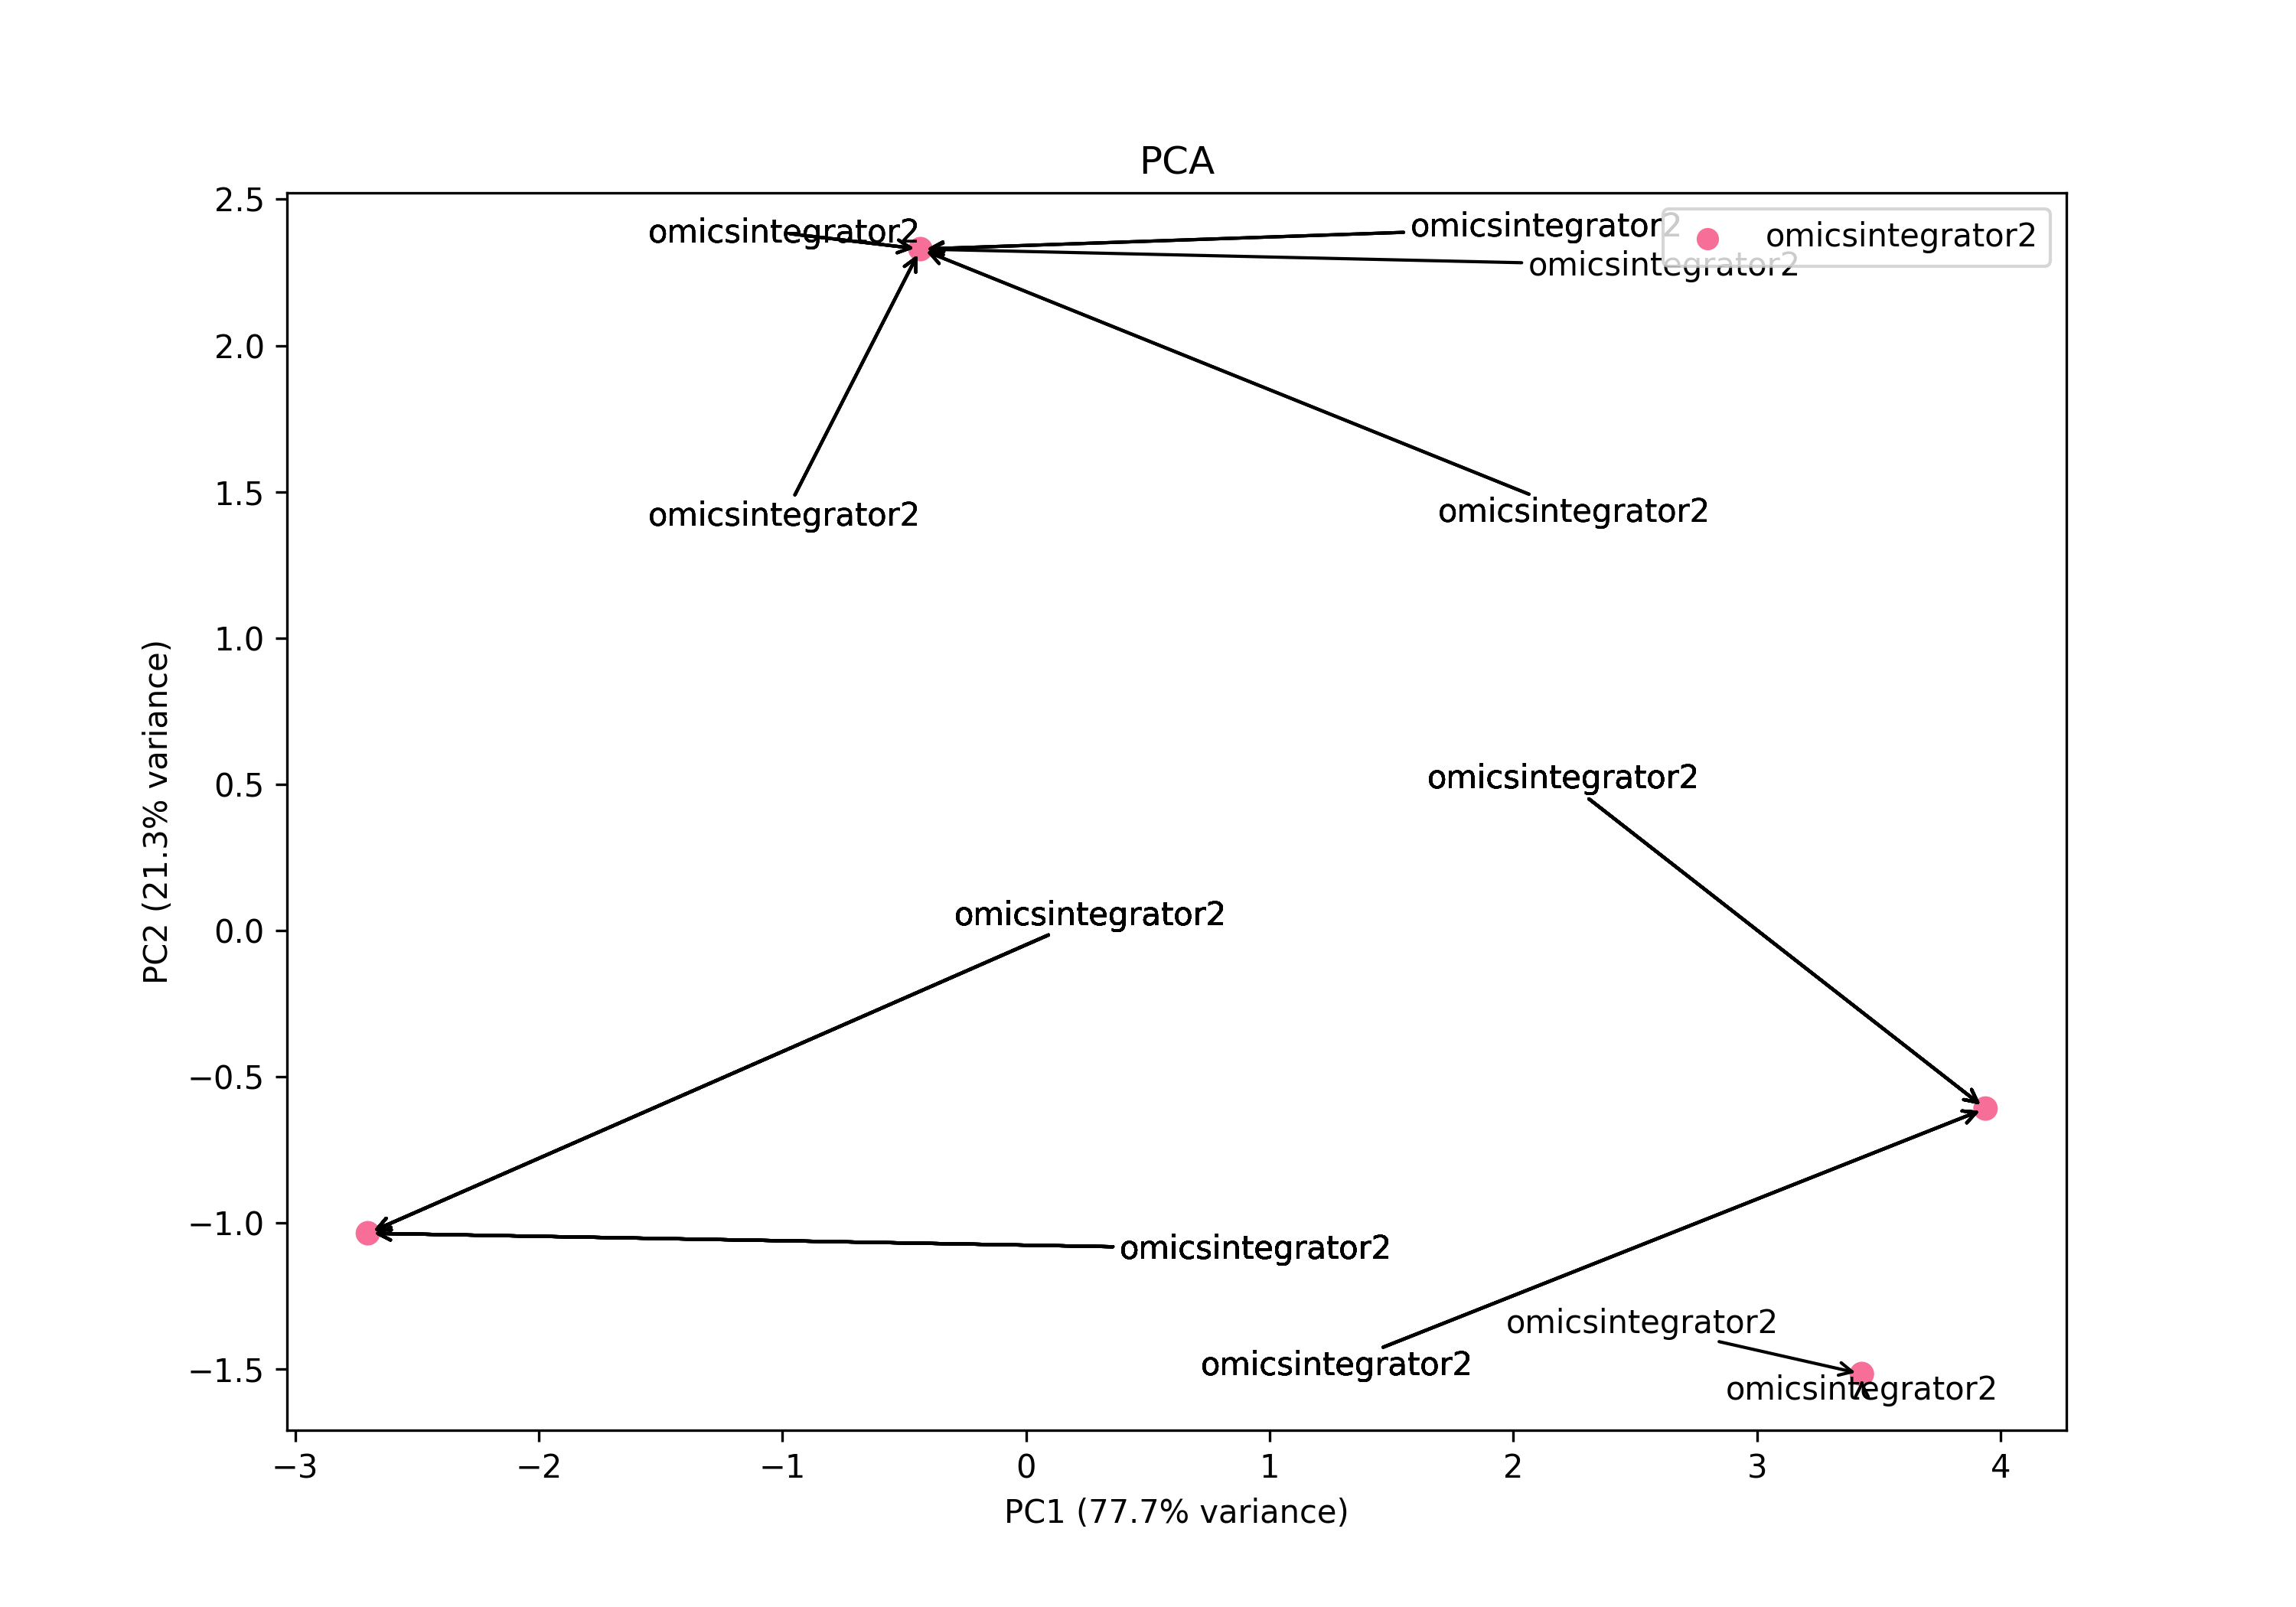 PCA
2.5
2.0
1.5
1.0
0.5
0.0
−0.5
−1.0
−1.5
PC2 (21.3% variance)
omicsintegrator2
omicsintegrator2
omicsintegrator2
omicsintegrator2
omicsintegrator2
omicsintegrator2
omicsintegrator2
omicsintegrator2
omicsintegrator2
omicsintegrator2
omicsintegrator2
omicsintegrator2
−3
−2
−1
0
1
2
3
4
PC1 (77.7% variance)